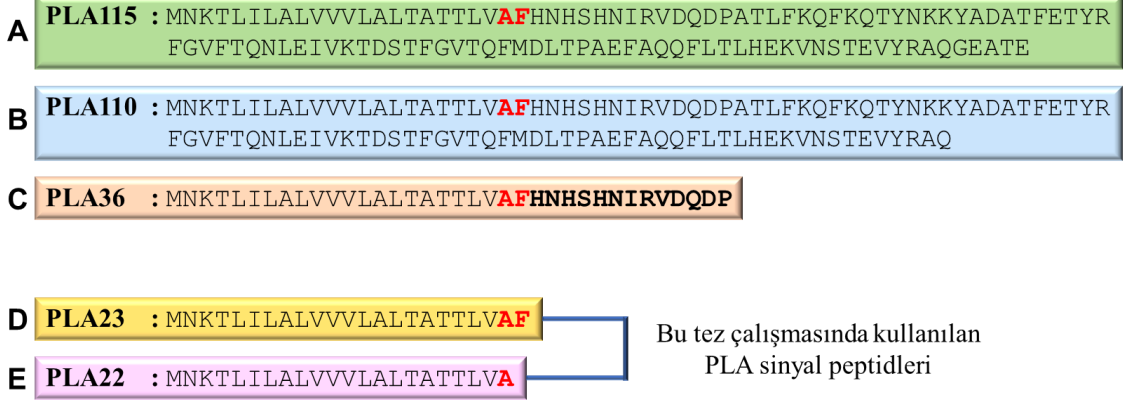 A PLA115 : MNKTLILALVVVLALTATTLVAFHNHSHNIRVDQDPATLFKQFKQTYNKKYADATFETYR
FGVFTQNLEIVKTDSTFGVTQFMDLTPAEFAQQFLTLHEKVNSTEVYRAQGEATE
B PLA110 : MNKTLILALVVVLALTATTLVAFHNHSHNIRVDQDPATLFKQFKQTYNKKYADATFETYR
FGVFTQNLEIVKTDSTFGVTQFMDLTPAEFAQQFLTLHEKVNSTEVYRAQ
C PLA36 : MNKTLILALVVVLALTATTLVAFHNHSHNIRVDQDP
D PLA23 : MNKTLILALVVVLALTATTLVAF
E PLA22 : MNKTLILALVVVLALTATTLVA
Bu tez çalışmasında kullanılan
PLA sinyal peptidleri